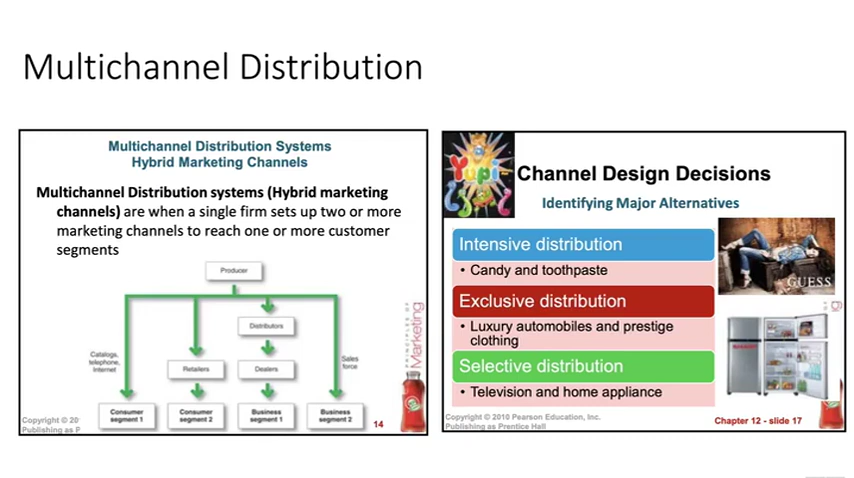 Multichannel Distribution
Multichannel Distribution Systems
Hybrid Marketing Channels
Multichannel Distribution systems (Hybrid marketing
channels) are when a single firm sets up two or more
marketing channels to reach one or more customer
segments
Producer
Distributors
Catalogs,
telephone,
Internet
Retailers
Dealers
Sales
force
Consumer
segment 1
Consumer
segment 2
Business
segment 1
Business
segment 2
Marketing
Copyright © 20
Publishing as P
14
Yupi
Channel Design Decisions
Identifying Major Alternatives
Intensive distribution
• Candy and toothpaste
Exclusive distribution
• Luxury automobiles and prestige
clothing
Selective distribution
• Television and home appliance
GUESS
Copyright © 2010 Pearson Education, Inc.
Publishing as Prentice Hall
Chapter 12 - slide 17